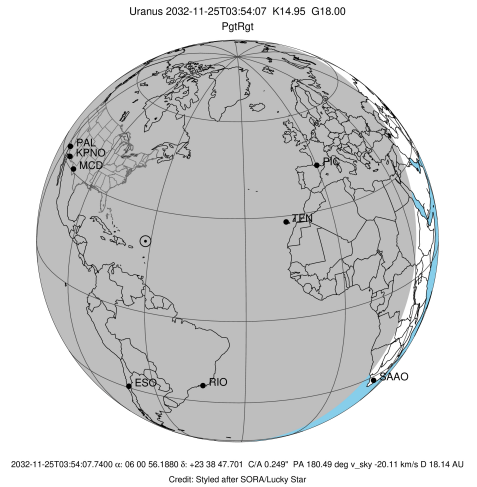 Uranus 2032-11-25T03:54:07 K14.95 G18.00
PgtRgt
PAL
KPNO
MCD
PIC
TEN
ESO
RIO
SAAO
2032-11-25T03:54:07.7400 α: 06 00 56.1880 δ: +23 38 47.701 C/A 0.249" PA 180.49 deg v_sky -20.11 km/s D 18.14 AU
Credit: Styled after SORA/Lucky Star